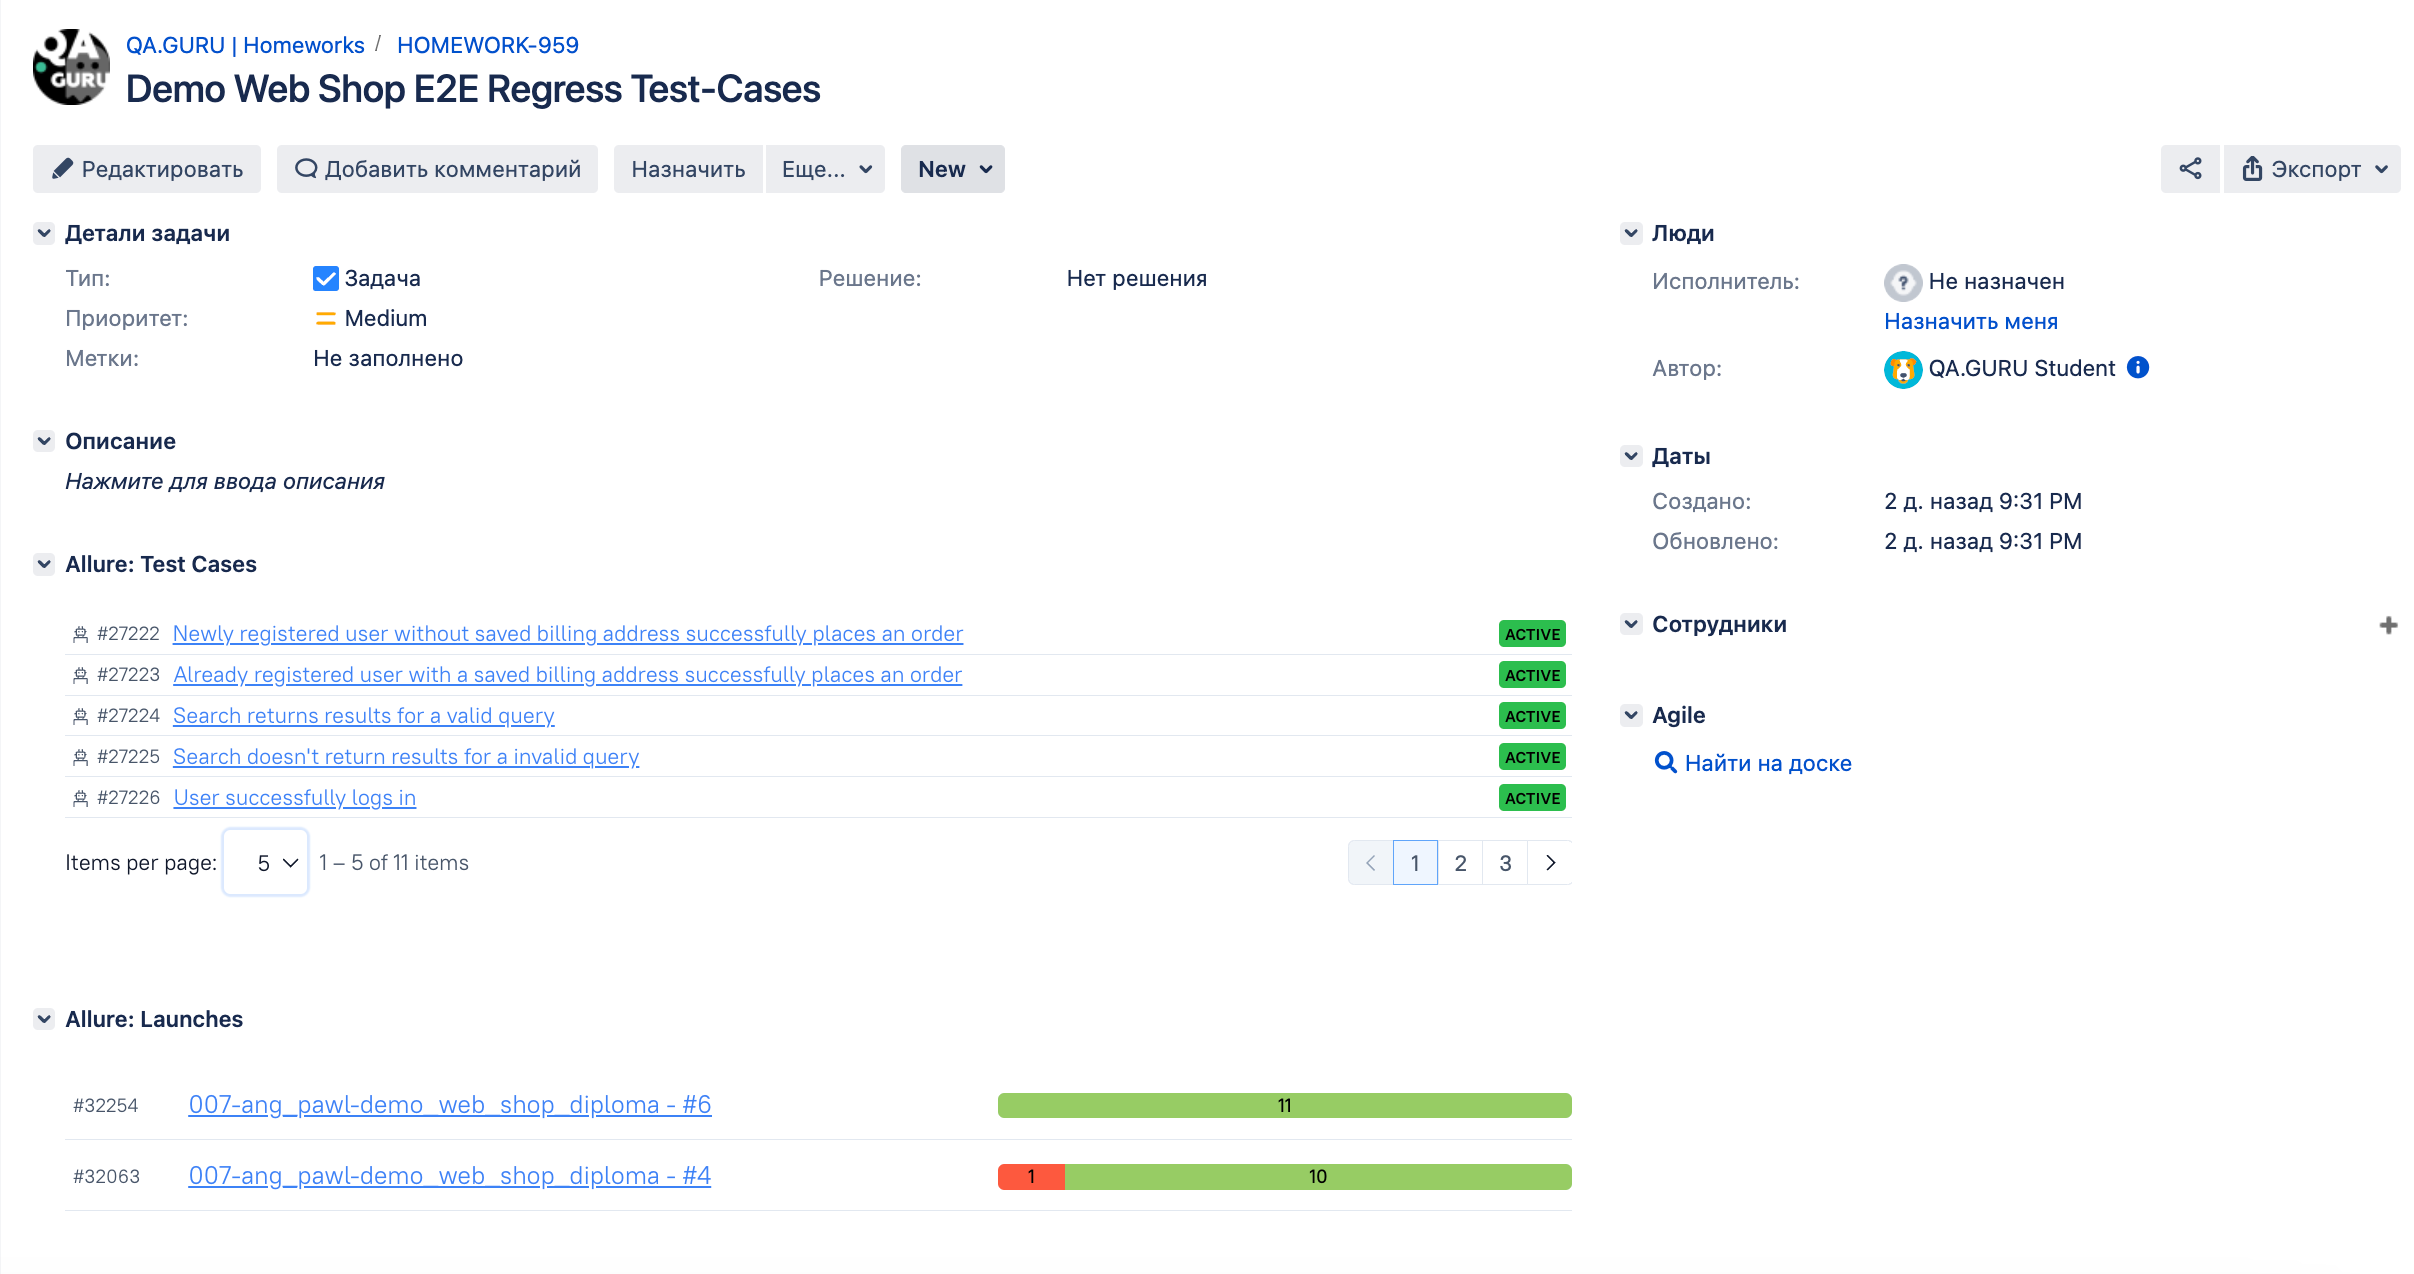 QA
GURU
QA.GURU | Homeworks / HOMEWORK-959
Demo Web Shop E2E Regress Test-Cases
Редактировать Добавить комментарий Назначить Еще... New Экспорт
Детали задачи
Тип: Задача Решение: Нет решения
Приоритет: Medium
Метки: Не заполнено
Описание
Нажмите для ввода описания
Allure: Test Cases
#27222 Newly registered user without saved billing address successfully places an order ACTIVE
#27223 Already registered user with a saved billing address successfully places an order ACTIVE
#27224 Search returns results for a valid query ACTIVE
#27225 Search doesn't return results for a invalid query ACTIVE
#27226 User successfully logs in ACTIVE
Items per page: 5 1 – 5 of 11 items 1 2 3
Allure: Launches
#32254 007-ang_pawl-demo_web_shop_diploma - #6 11
#32063 007-ang_pawl-demo_web_shop_diploma - #4 1 10
Люди
Исполнитель: Не назначен
Назначить меня
Автор: QA.GURU Student
Даты
Создано: 2 д. назад 9:31 PM
Обновлено: 2 д. назад 9:31 PM
Сотрудники
Agile
Найти на доске